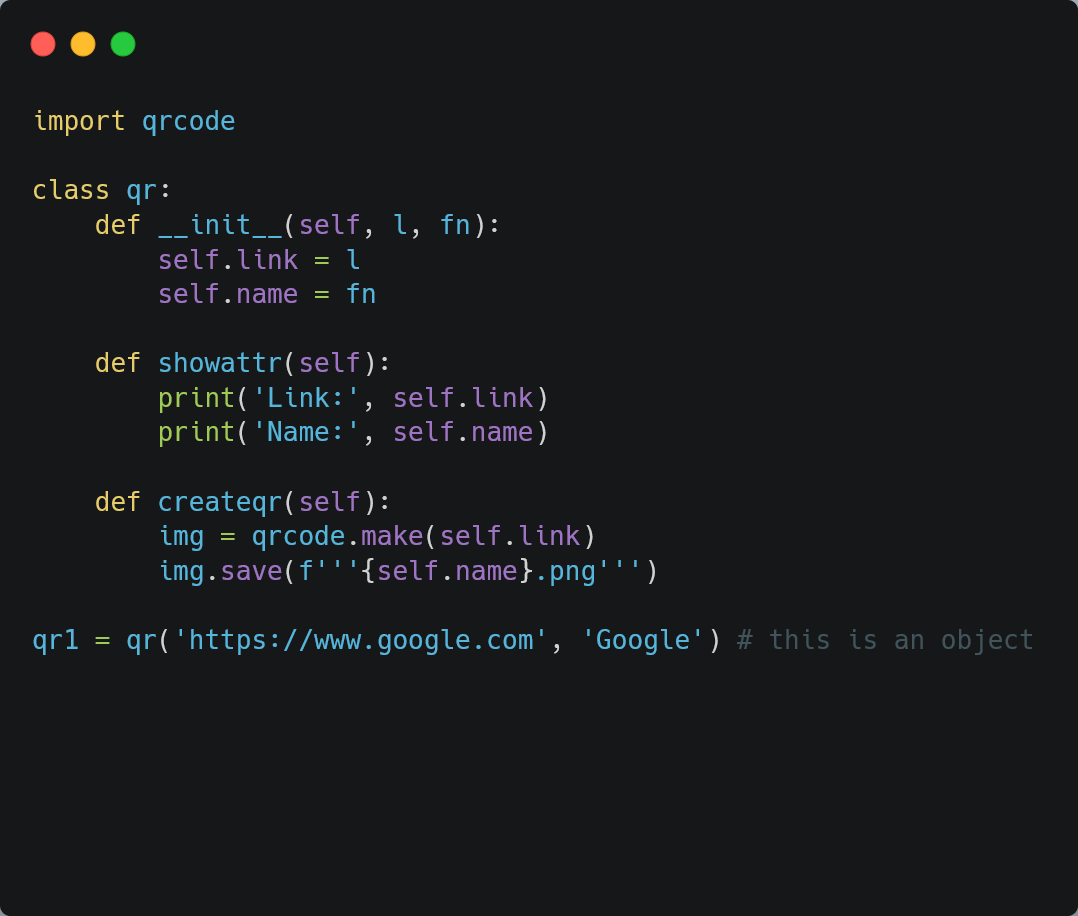 import qrcode

class qr:
    def __init__(self, l, fn):
        self.link = l
        self.name = fn

    def showattr(self):
        print('Link:', self.link)
        print('Name:', self.name)

    def createqr(self):
        img = qrcode.make(self.link)
        img.save(f'''{self.name}.png''')

qr1 = qr('https://www.google.com', 'Google') # this is an object